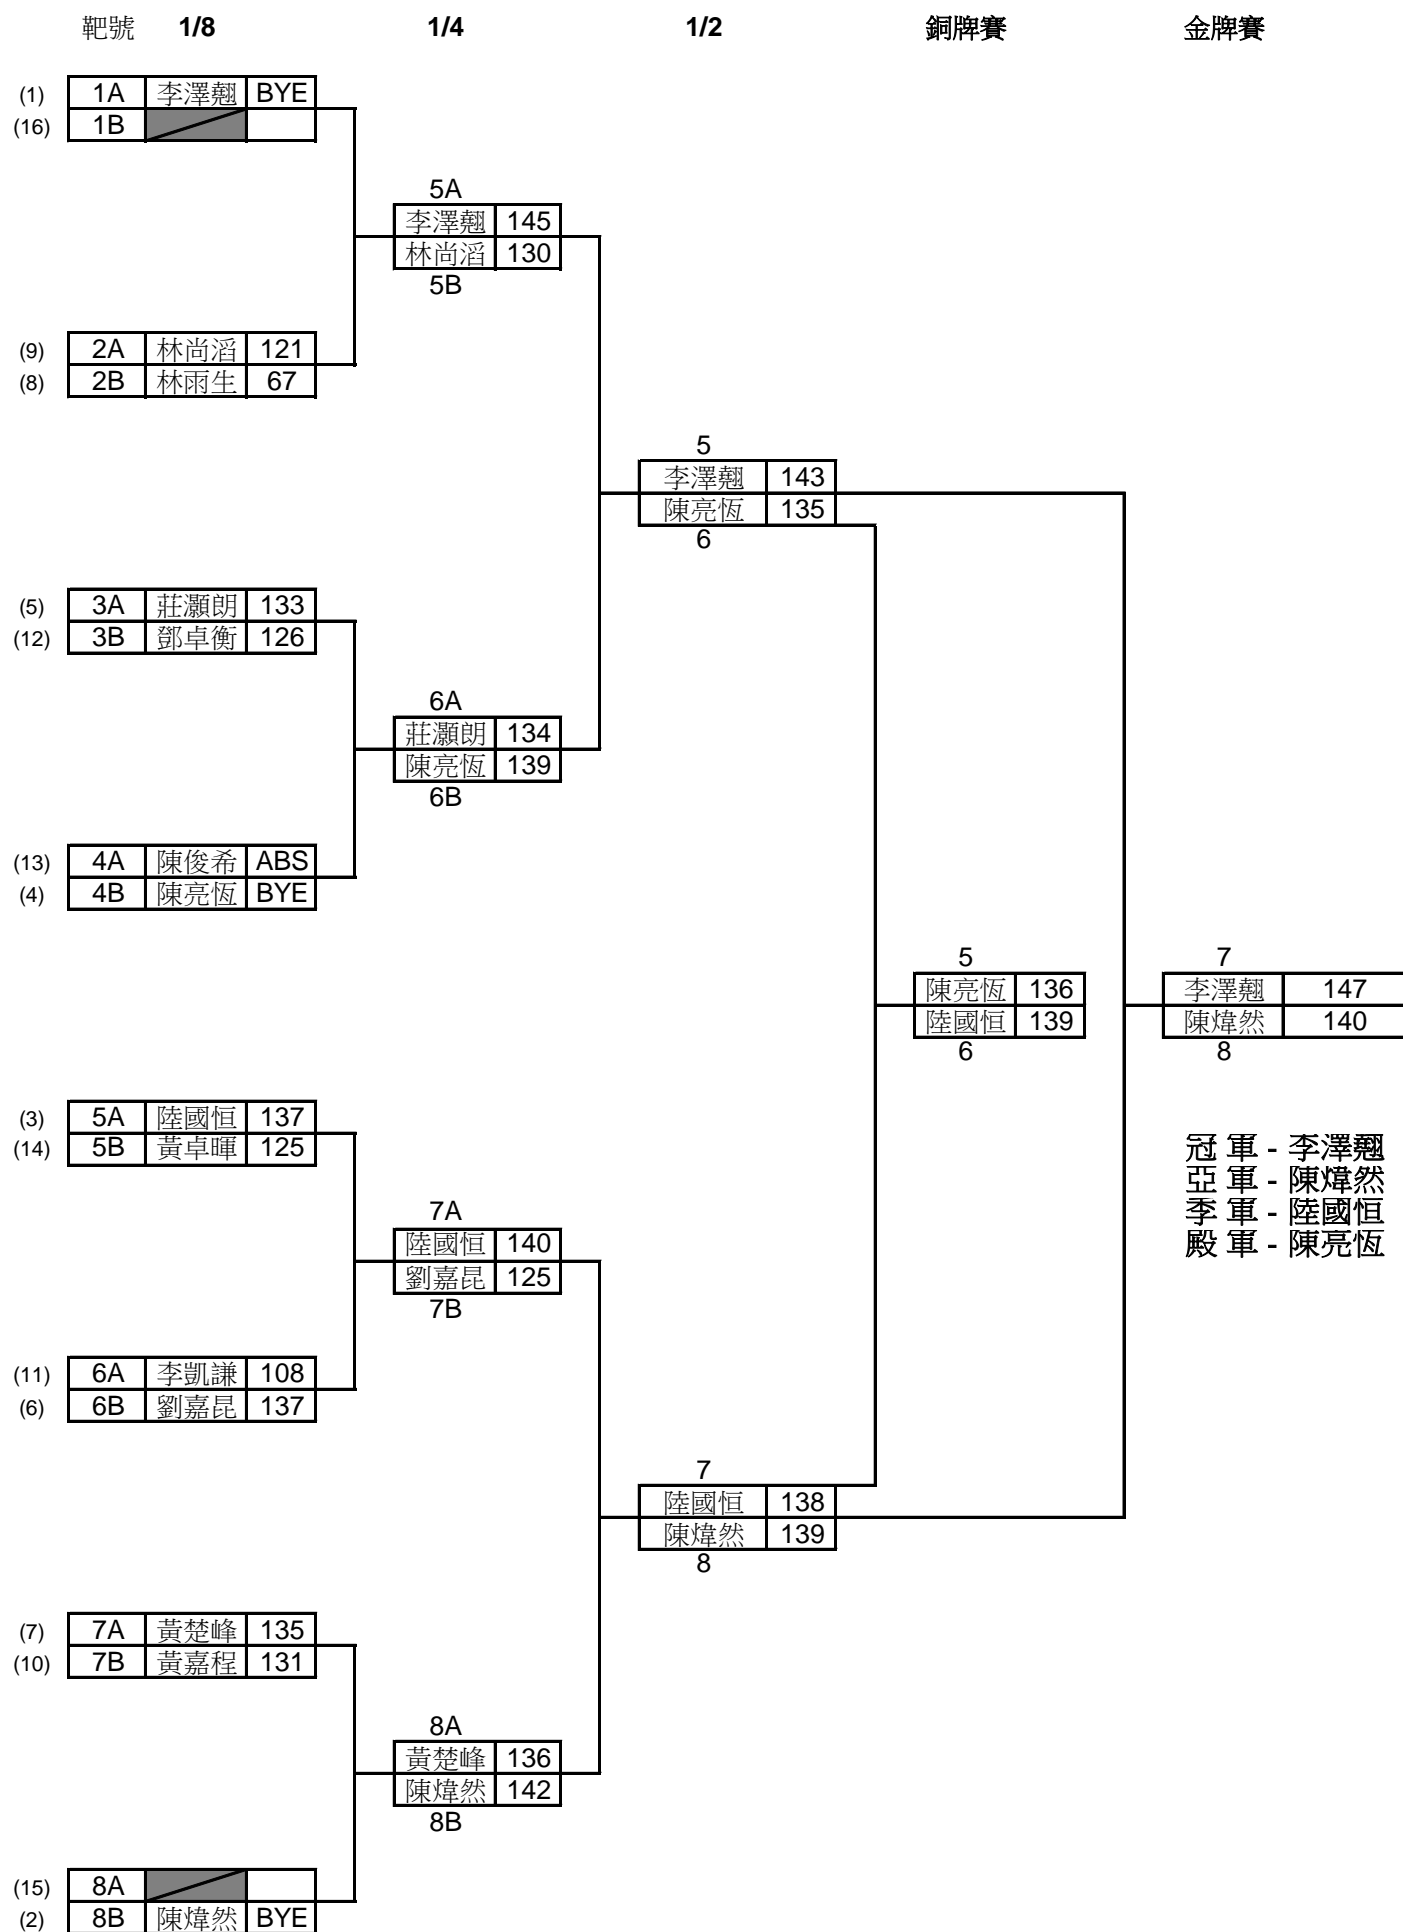 靶號 1/8 1/4 1/2 銅牌賽 金牌賽
(1) 1A 李澤翹 BYE
(16) 1B
5A
李澤翹 145
林尚滔 130
5B
(9) 2A 林尚滔 121
(8) 2B 林雨生 67
5
李澤翹 143
陳亮恆 135
6
(5) 3A 莊灝朗 133
(12) 3B 鄧卓衡 126
6A
莊灝朗 134
陳亮恆 139
6B
(13) 4A 陳俊希 ABS
(4) 4B 陳亮恆 BYE
5 7
陳亮恆 136 李澤翹 147
陸國恒 139 陳煒然 140
6 8
(3) 5A 陸國恒 137
(14) 5B 黃卓暉 125
冠 軍 - 李澤翹
亞 軍 - 陳煒然
季 軍 - 陸國恒
殿 軍 - 陳亮恆
7A
陸國恒 140
劉嘉昆 125
7B
(11) 6A 李凱謙 108
(6) 6B 劉嘉昆 137
7
陸國恒 138
陳煒然 139
8
(7) 7A 黃楚峰 135
(10) 7B 黃嘉程 131
8A
黃楚峰 136
陳煒然 142
8B
(15) 8A
(2) 8B 陳煒然 BYE